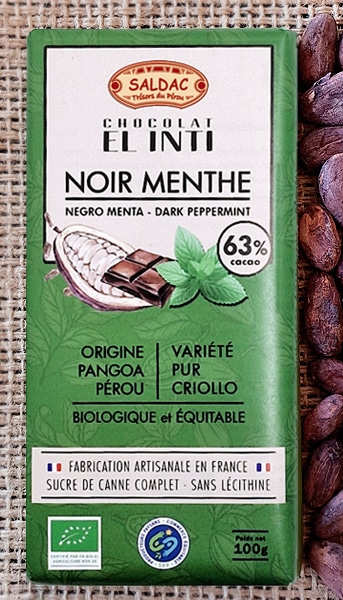 SALDAC
Trésors du Pérou
CHOCOLAT
EL INTI
NOIR MENTHE
NEGRO MENTA - DARK PEPPERMINT
63%
cacao
ORIGINE
PANGOA
PÉROU
VARIÉTÉ
PUR
CRIOLLO
BIOLOGIQUE et ÉQUITABLE
FABRICATION ARTISANALE EN FRANCE
SUCRE DE CANNE COMPLET - SANS LÉCITHINE
Poids net
100g